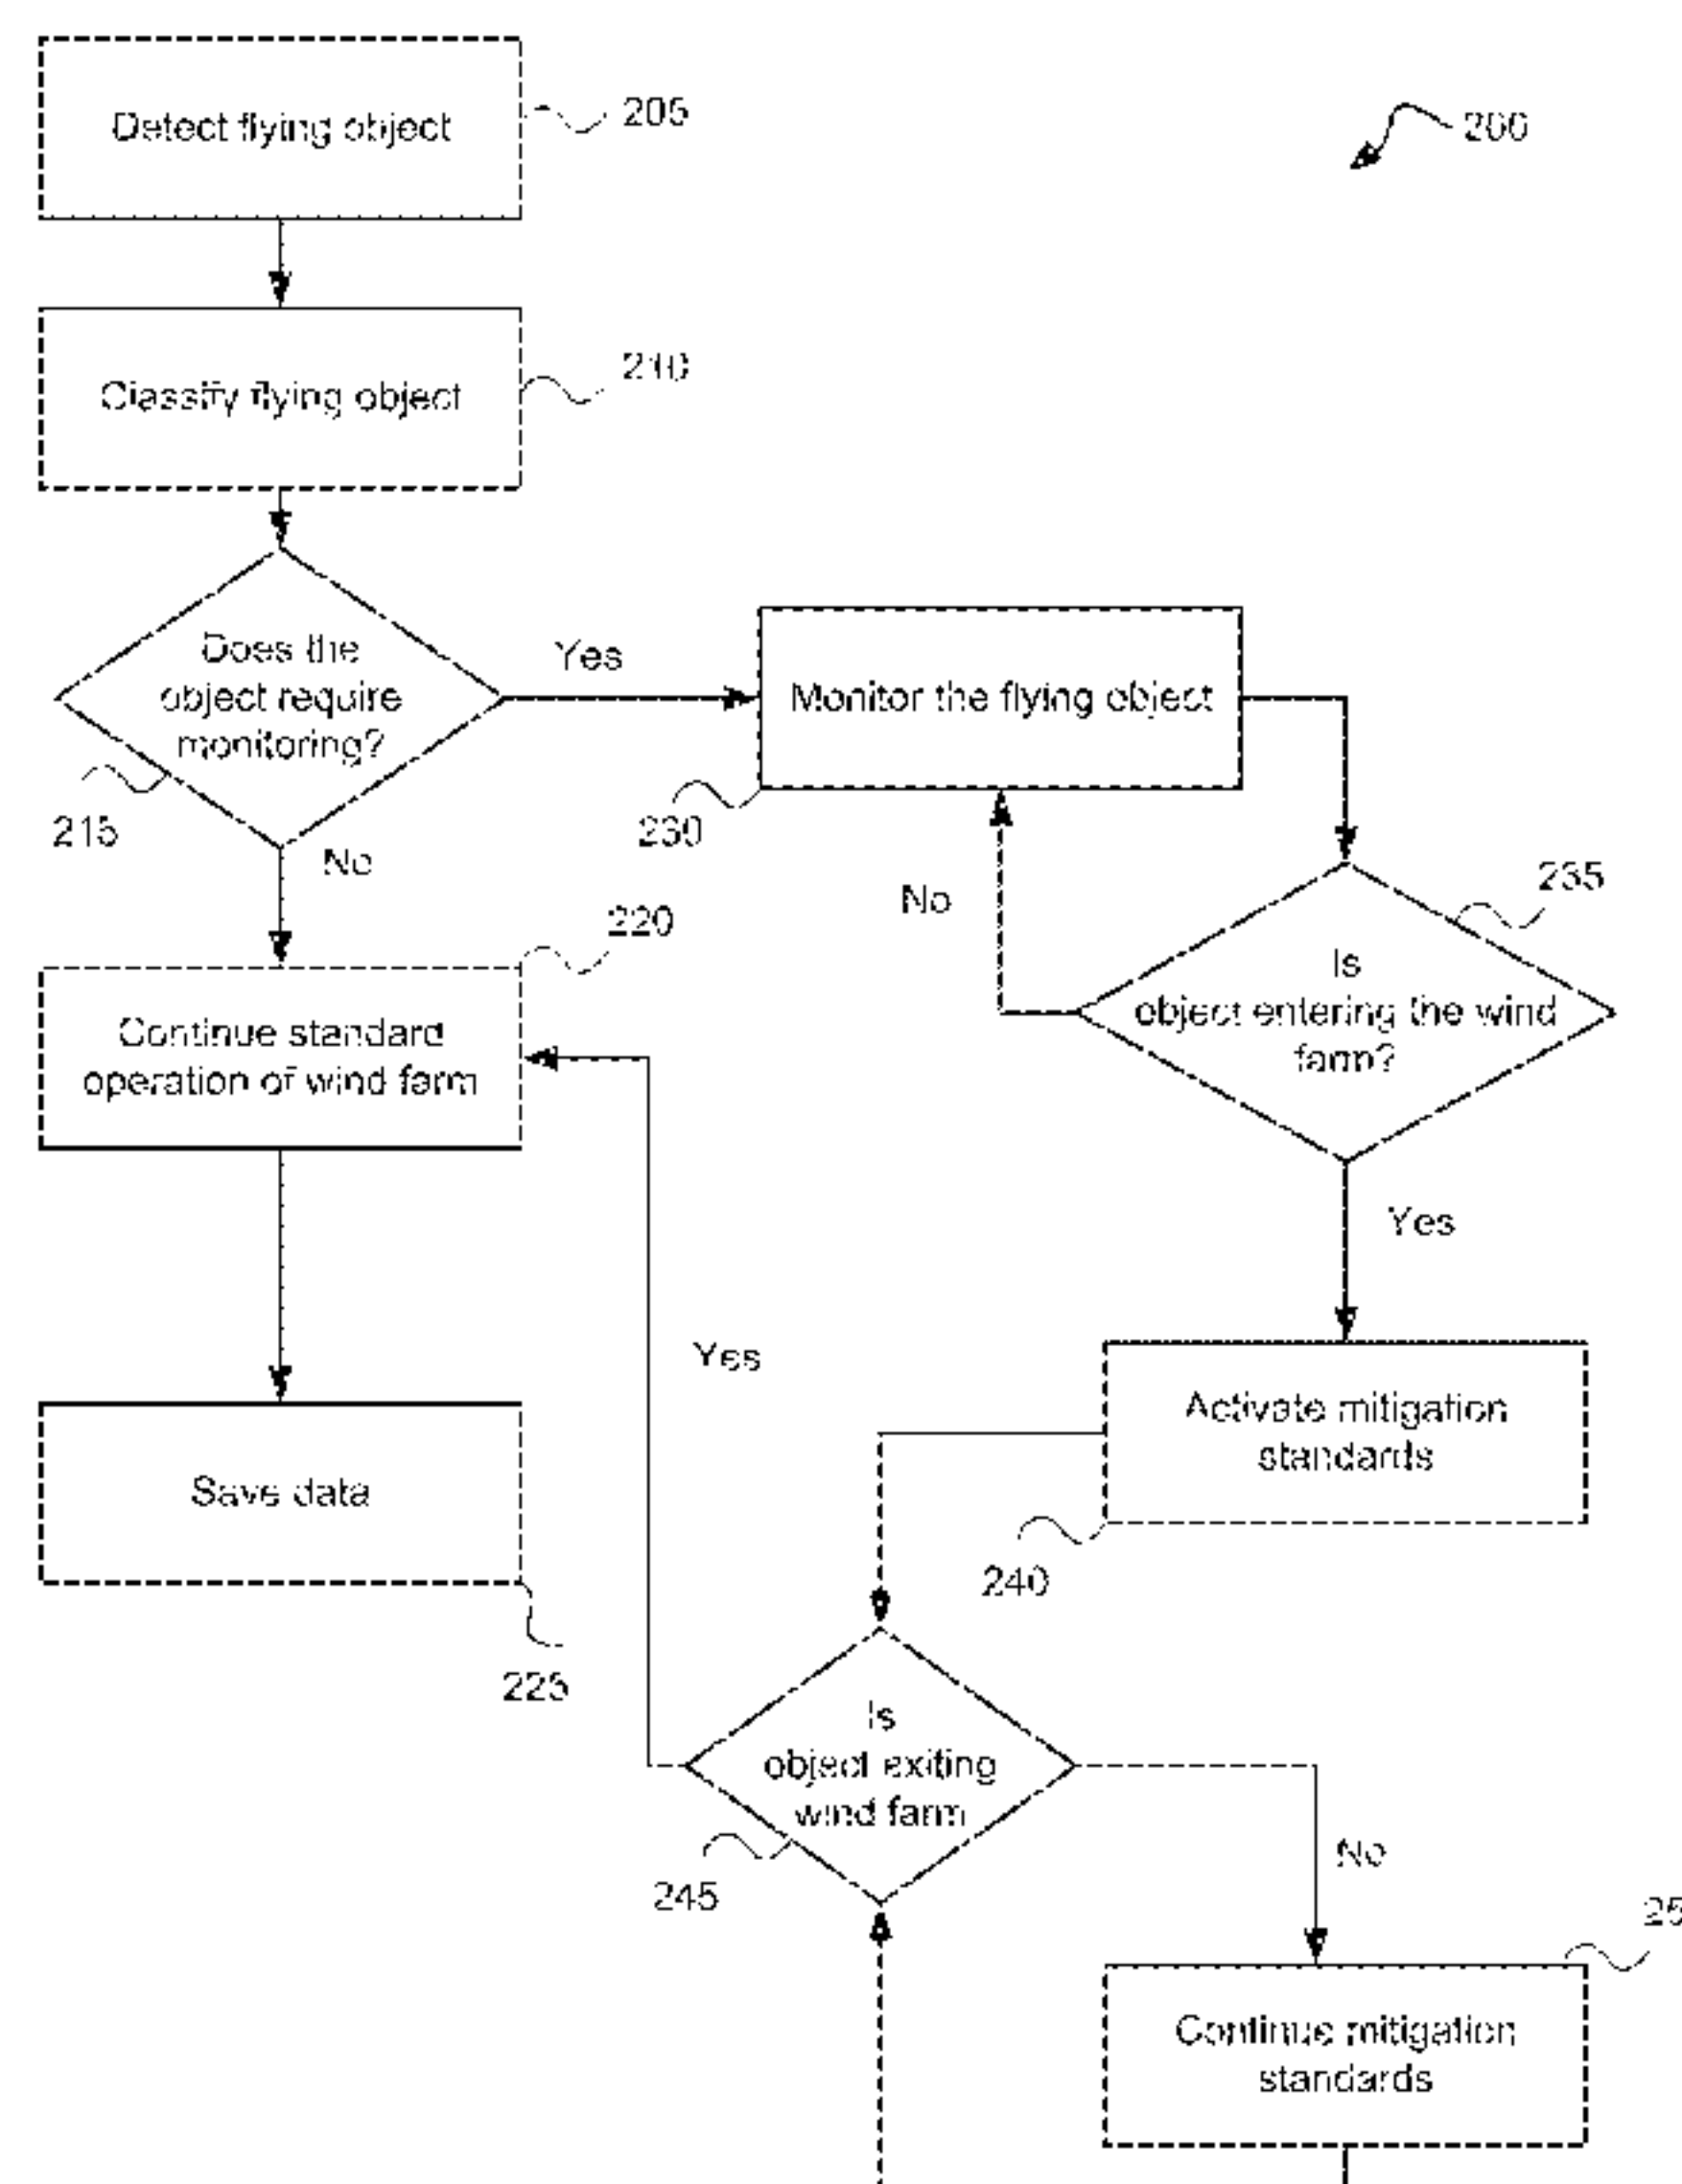 Detect flying object
205
200
Classify flying object
210
Does the
object require
monitoring?
215
Yes
No
Monitor the flying object
230
No
235
Is
object entering the wind
farm?
Yes
220
Continue standard
operation of wind farm
Save data
225
Activate mitigation
standards
240
Yes
Is
object exiting
wind farm
245
No
25
Continue mitigation
standards